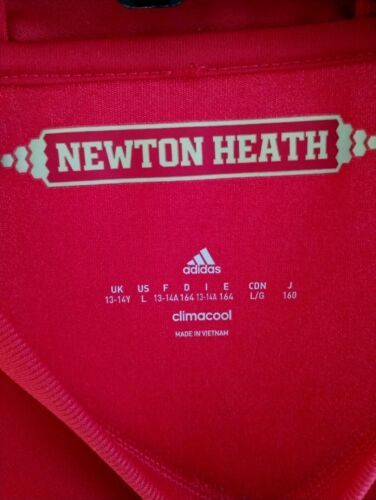 NEWTON HEATH
adidas
UK US F D I E CDN J
13-14Y L 13-14A 164 13-14A 164 L/G 160
climacool
MADE IN VIETNAM